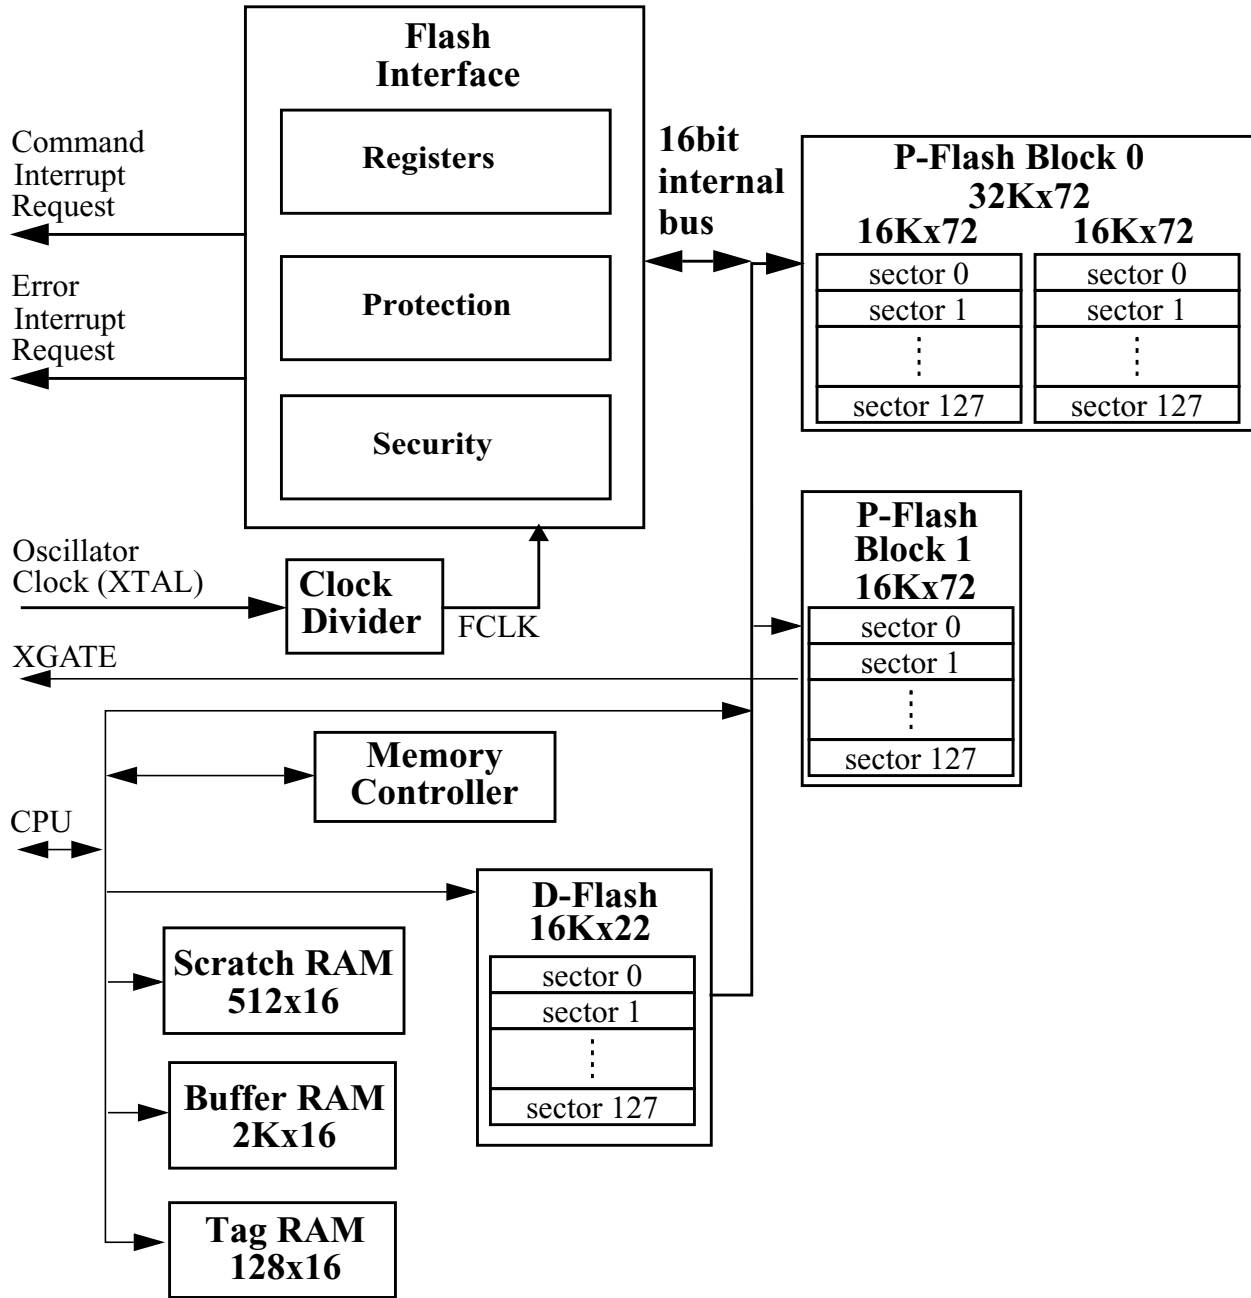 Flash
Interface
Registers
Protection
Security
Command
Interrupt
Request
Error
Interrupt
Request
16bit
internal
bus
P-Flash Block 0
32Kx72
16Kx72 16Kx72
sector 0 sector 0
sector 1 sector 1
sector 127 sector 127
P-Flash
Block 1
16Kx72
sector 0
sector 1
sector 127
Oscillator
Clock (XTAL)
Clock
Divider
FCLK
XGATE
Memory
Controller
CPU
D-Flash
16Kx22
sector 0
sector 1
sector 127
Scratch RAM
512x16
Buffer RAM
2Kx16
Tag RAM
128x16